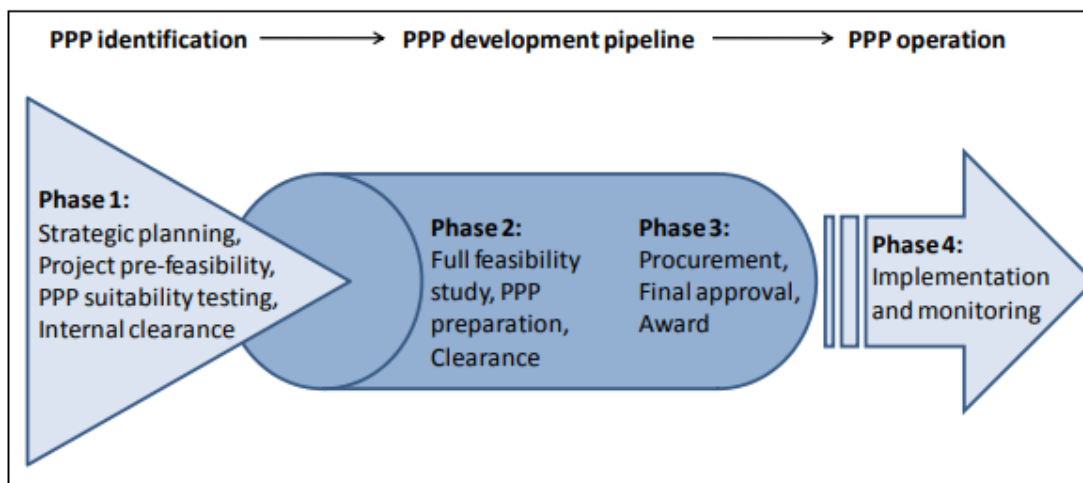 PPP identification
PPP development pipeline
PPP operation
Phase 1:
Strategic planning,
Project pre-feasibility,
PPP suitability testing,
Internal clearance
Phase 2:
Full feasibility
study, PPP
preparation,
Clearance
Phase 3:
Procurement,
Final approval,
Award
Phase 4:
Implementation
and monitoring